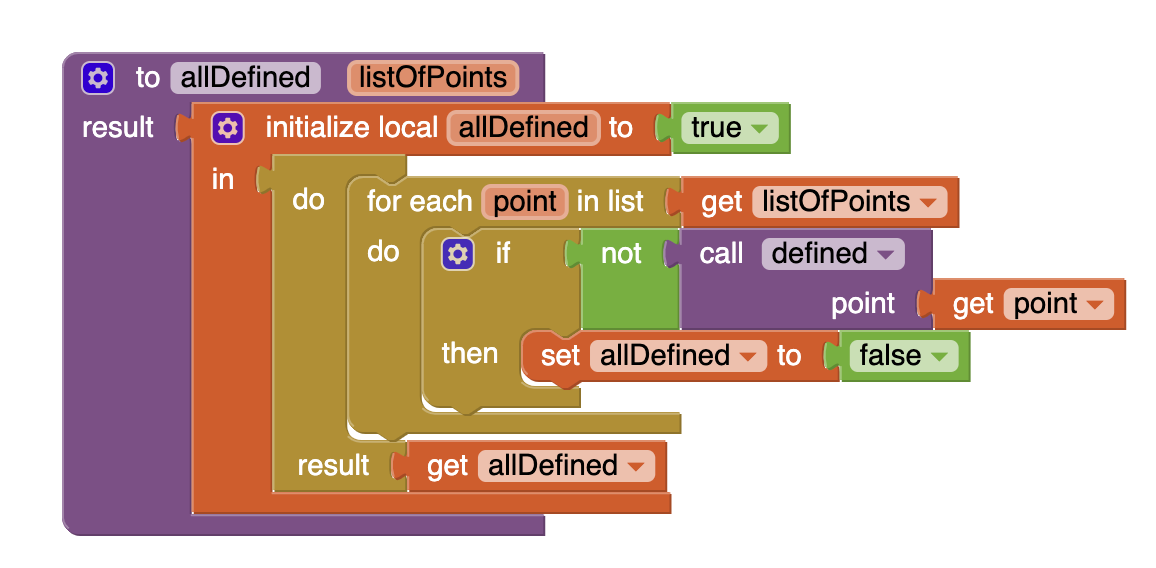 to allDefined listOfPoints
result initialize local allDefined to true
in
do for each point in list get listOfPoints
do if not call defined
point get point
then set allDefined to false
result get allDefined